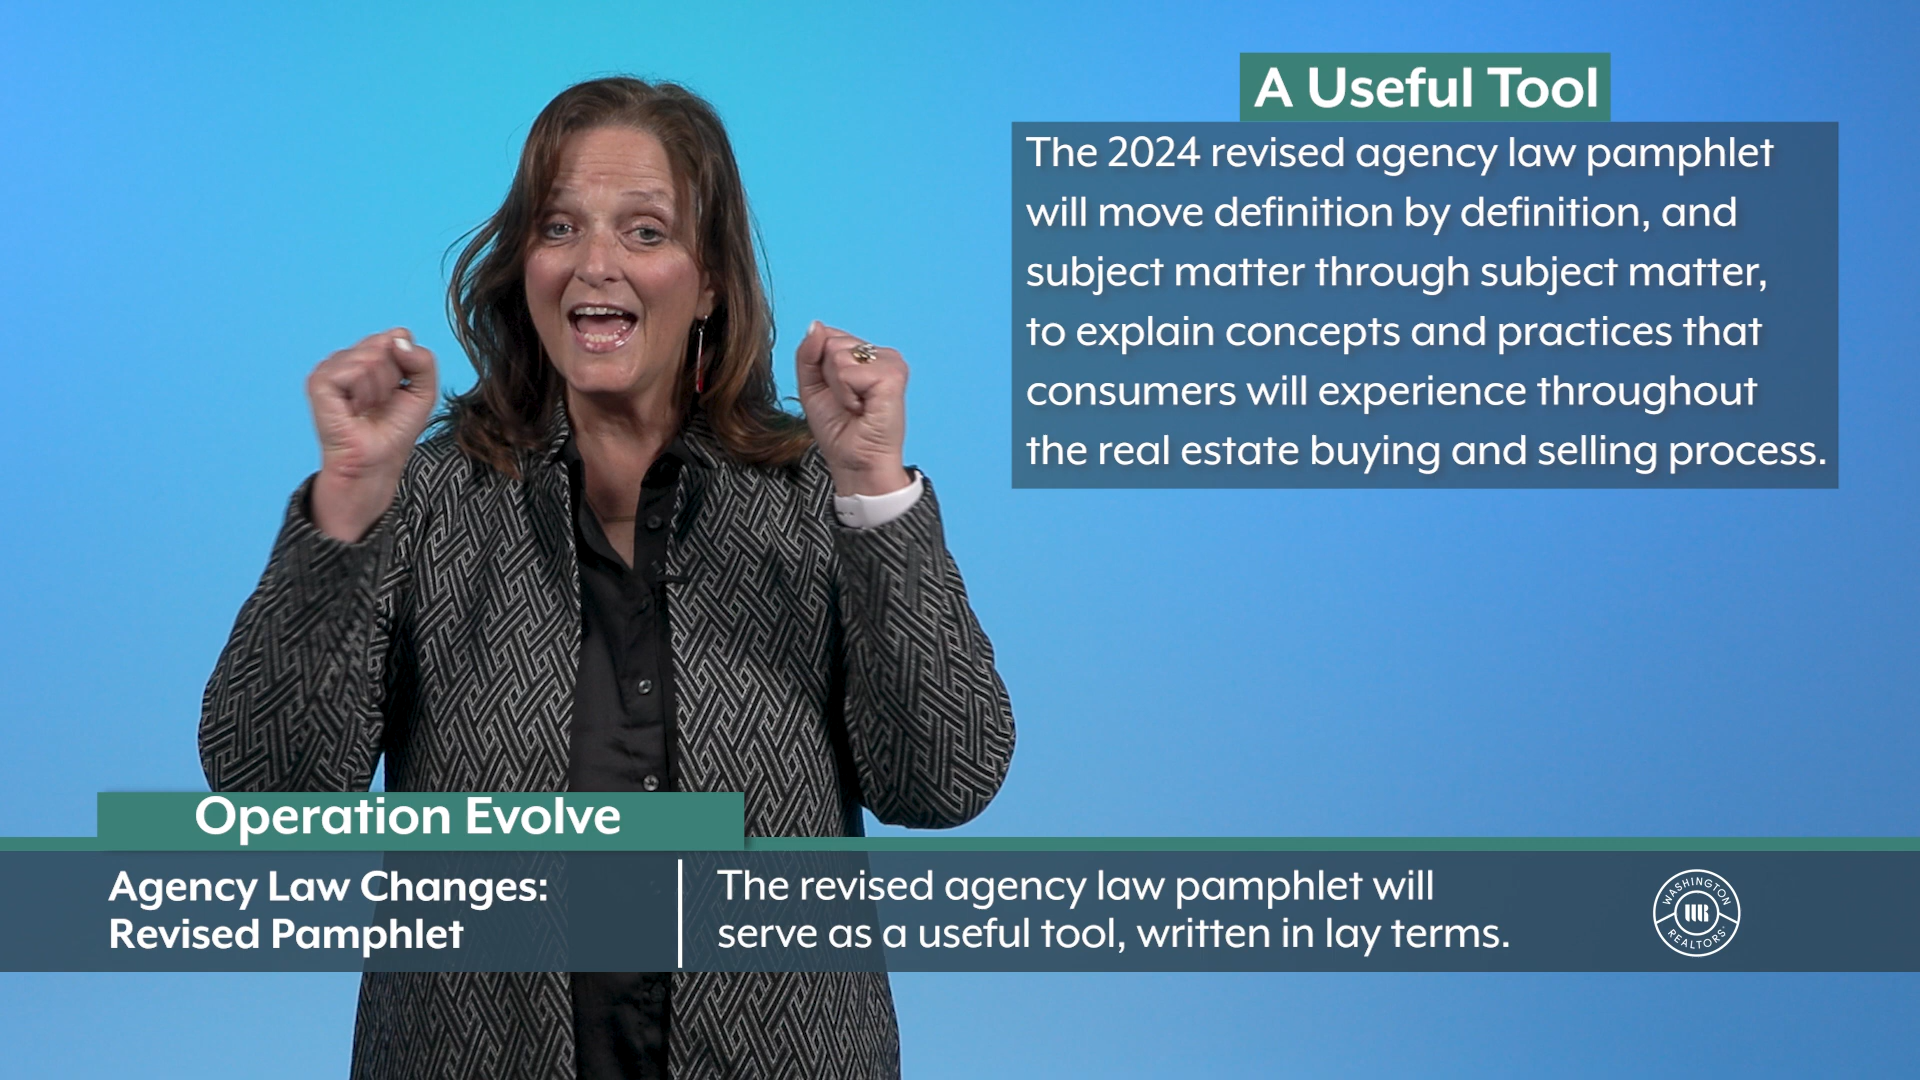 A Useful Tool
The 2024 revised agency law pamphlet
will move definition by definition, and
subject matter through subject matter,
to explain concepts and practices that
consumers will experience throughout
the real estate buying and selling process.
Operation Evolve
Agency Law Changes:
Revised Pamphlet
The revised agency law pamphlet will
serve as a useful tool, written in lay terms.
WASHINGTON
REALTORS